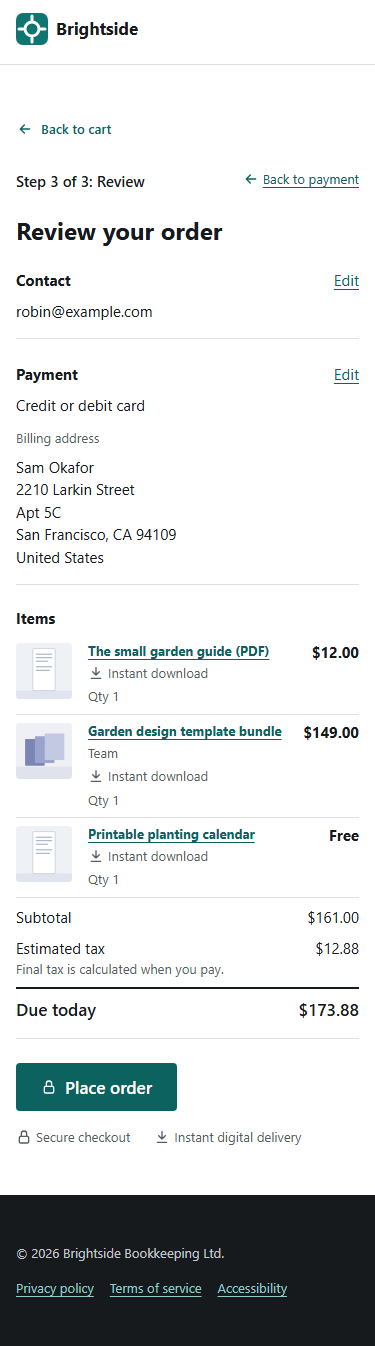 Brightside
Back to cart
Step 3 of 3: Review
Back to payment
Review your order
Contact
Edit
robin@example.com
Payment
Edit
Credit or debit card
Billing address
Sam Okafor
2210 Larkin Street
Apt 5C
San Francisco, CA 94109
United States
Items
The small garden guide (PDF)
$12.00
Instant download
Qty 1
Garden design template bundle
$149.00
Team
Instant download
Qty 1
Printable planting calendar
Free
Instant download
Qty 1
Subtotal
$161.00
Estimated tax
$12.88
Final tax is calculated when you pay.
Due today
$173.88
Place order
Secure checkout
Instant digital delivery
© 2026 Brightside Bookkeeping Ltd.
Privacy policy
Terms of service
Accessibility